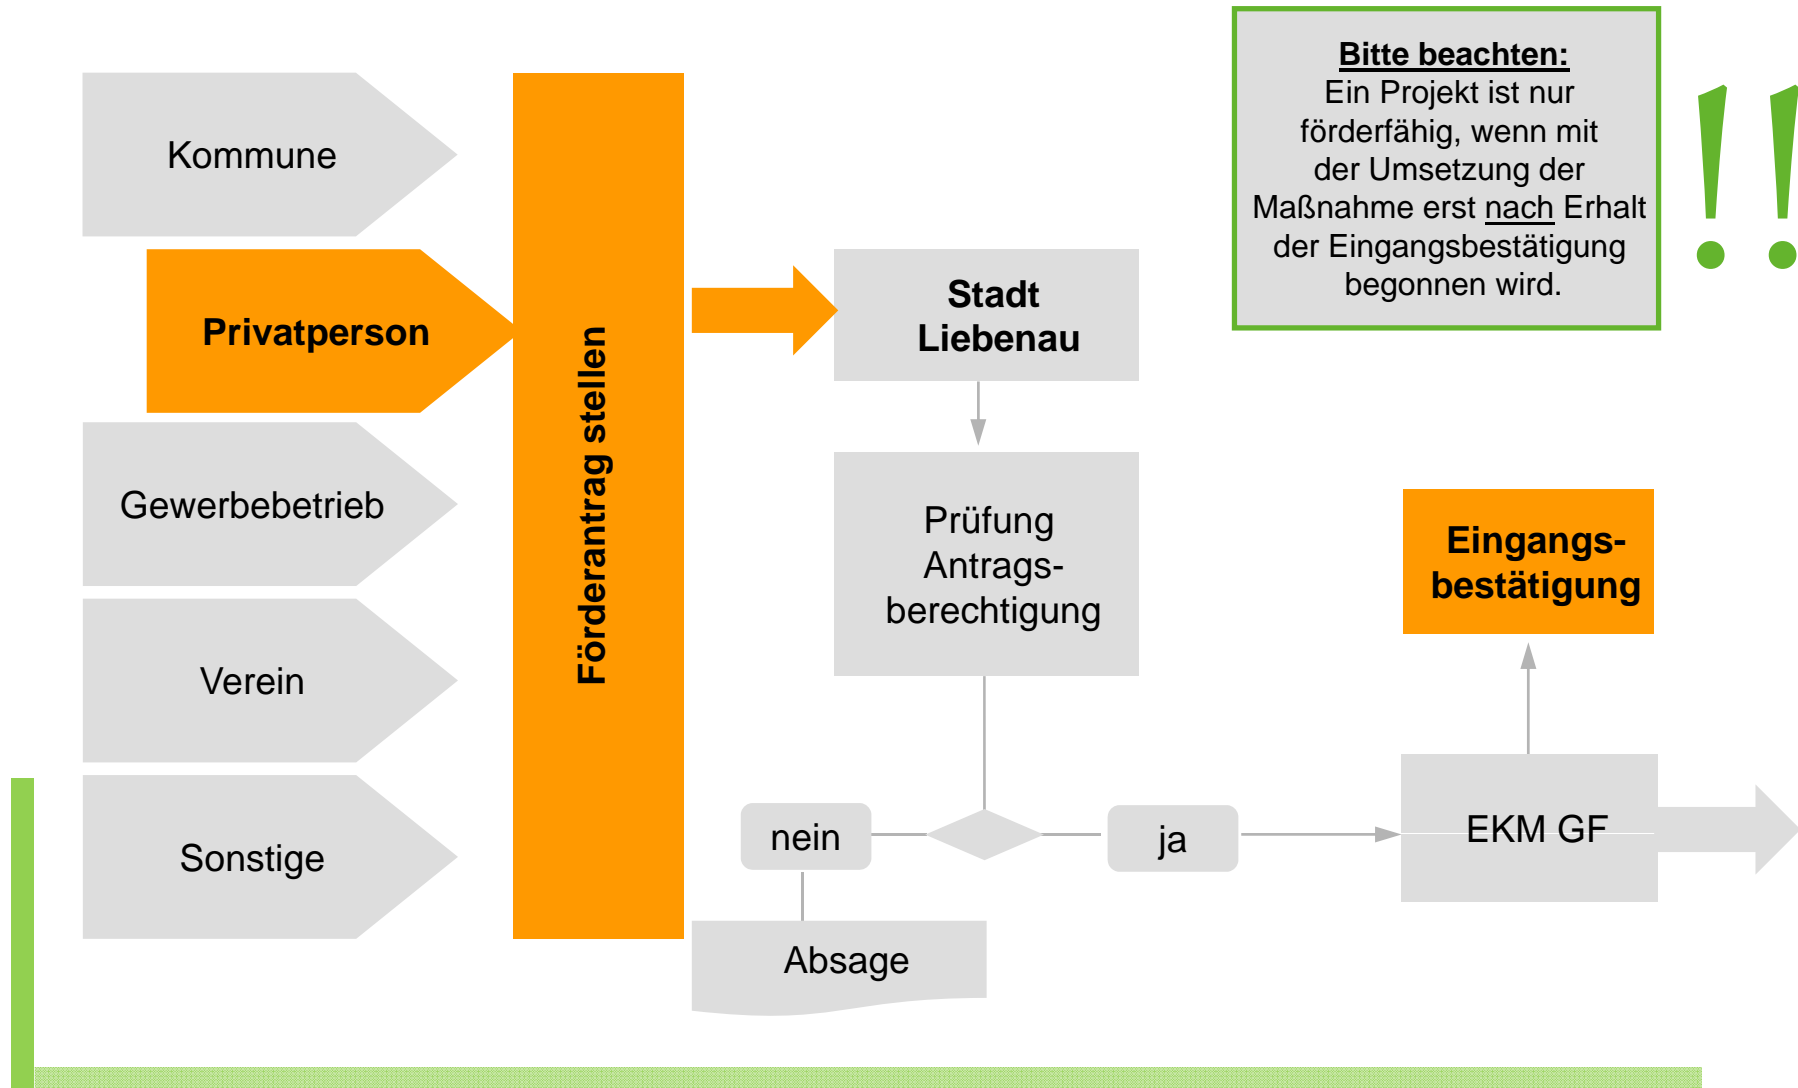 Bitte beachten:
Ein Projekt ist nur
förderfähig, wenn mit
der Umsetzung der
Maßnahme erst nach Erhalt
der Eingangsbestätigung
begonnen wird.
!!
Kommune
Privatperson
Gewerbebetrieb
Verein
Sonstige
Förderantrag stellen
Stadt
Liebenau
Prüfung
Antrags-
berechtigung
nein
ja
Absage
EKM GF
Eingangs-
bestätigung